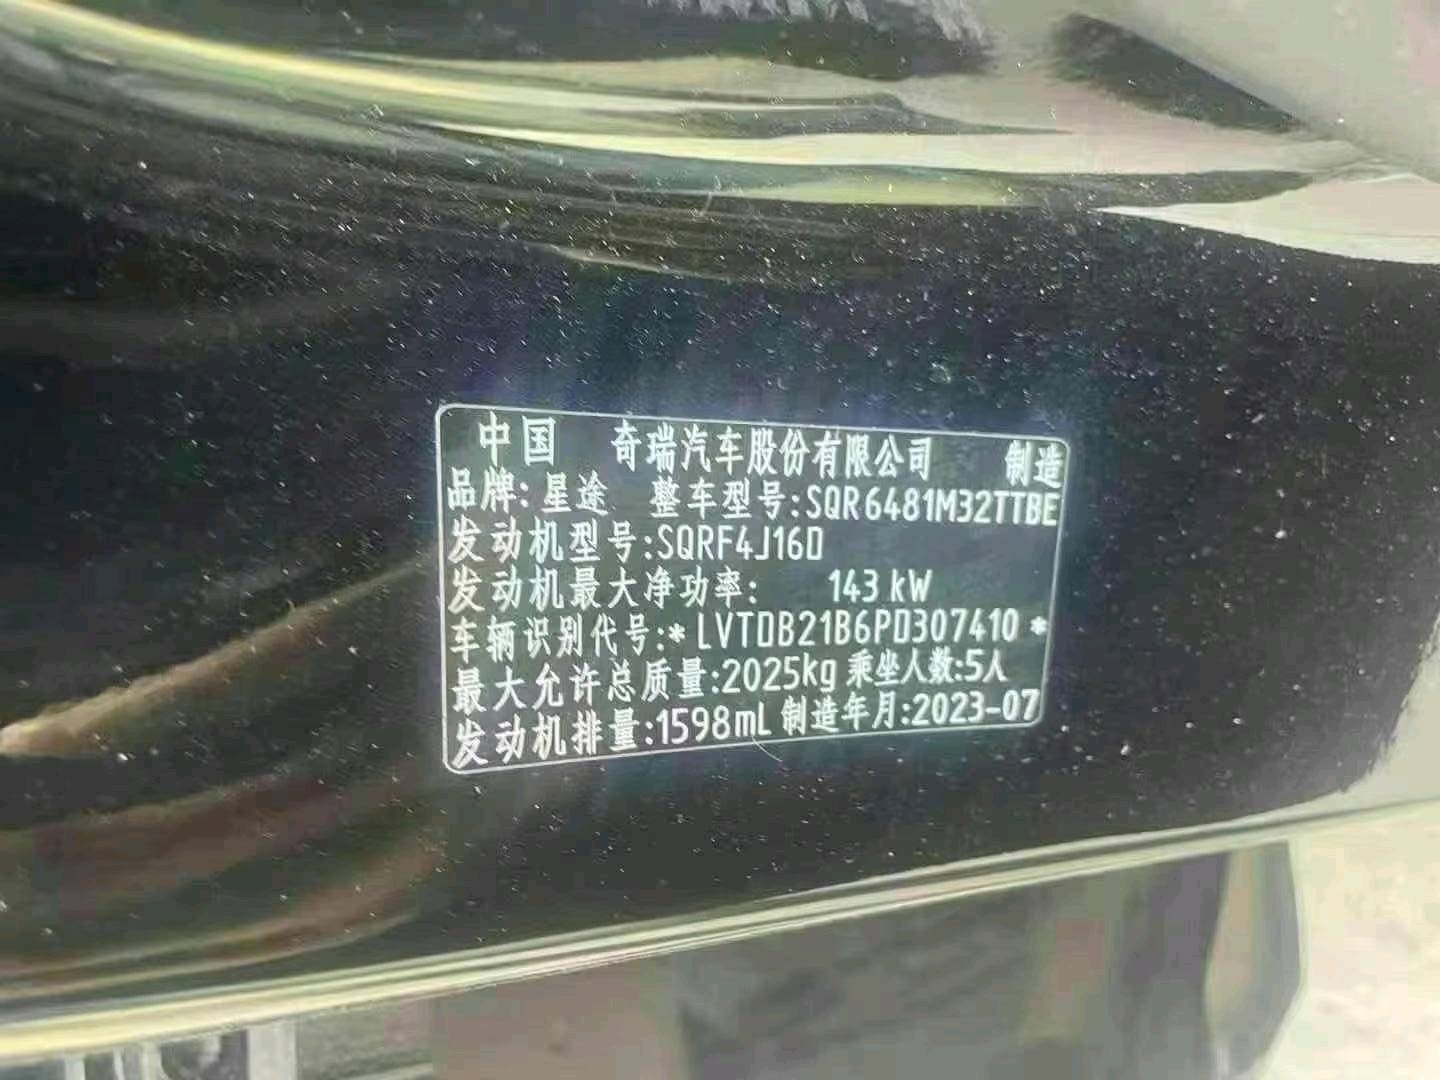 中国 奇瑞汽车股份有限公司 制造
品牌: 星途 整车型号:SQR6481M32TTBE
发动机型号:SQRF4J16D
发动机最大净功率: 143 kW
车辆识别代号:*LVTDB21B6PD307410*
最大允许总质量:2025kg 乘坐人数:5人
发动机排量:1598mL 制造年月:2023-07